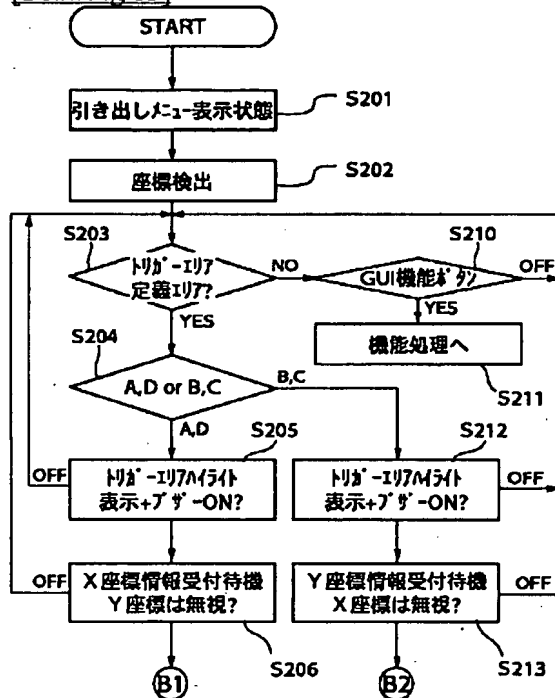 START
引き出しメニュー表示状態
S201
座標検出
S202
S203
トリガーエリア
定義エリア?
NO
YES
S210
GUI機能ボタン
OFF
YES
機能処理へ
S211
S204
A,D or B,C
B,C
A,D
S205
トリガーエリアハイライト
表示+ブザーON?
OFF
S212
トリガーエリアハイライト
表示+ブザーON?
OFF
X座標情報受付待機
Y座標は無視?
OFF
S206
Y座標情報受付待機
X座標は無視?
OFF
S213
B1
B2